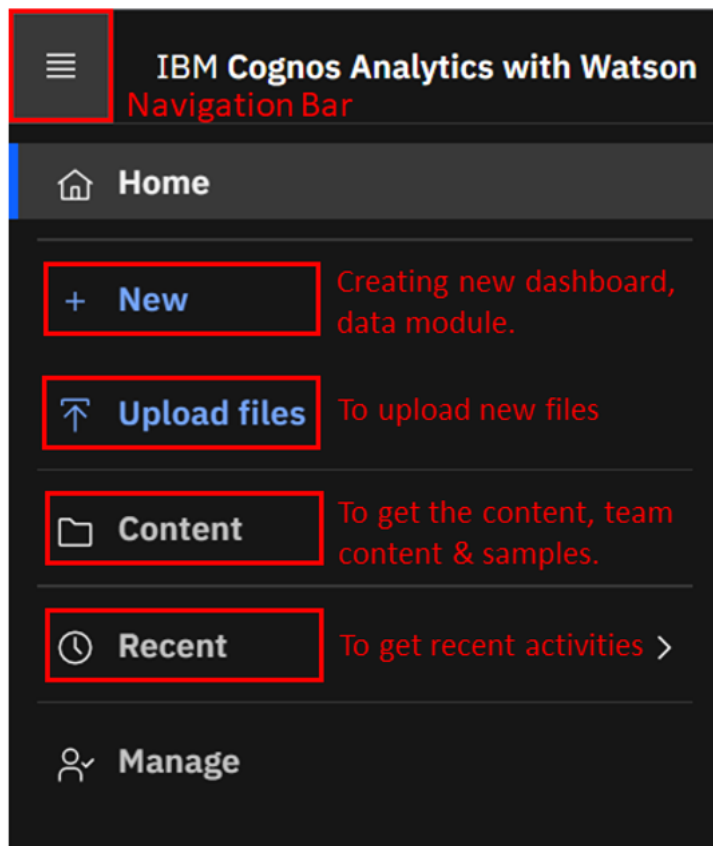 IBM Cognos Analytics with Watson
Navigation Bar
Home
New
Creating new dashboard,
data module.
Upload files
To upload new files
Content
To get the content, team
content & samples.
Recent
To get recent activities
Manage